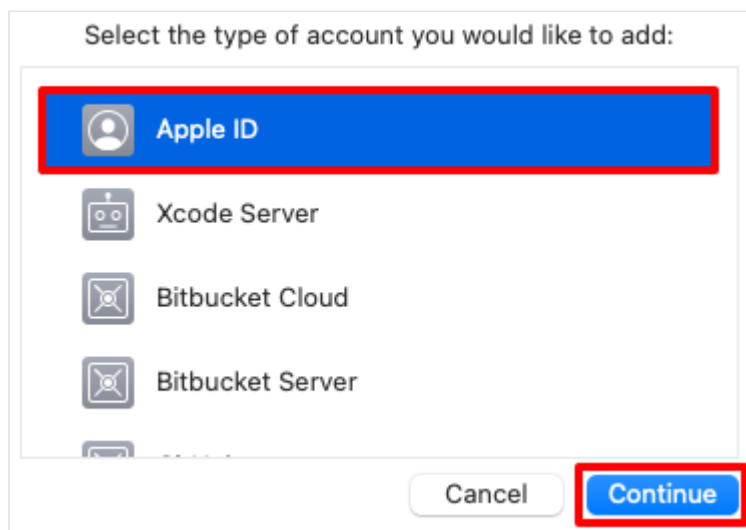 Select the type of account you would like to add:
Apple ID
Xcode Server
Bitbucket Cloud
Bitbucket Server
Cancel
Continue